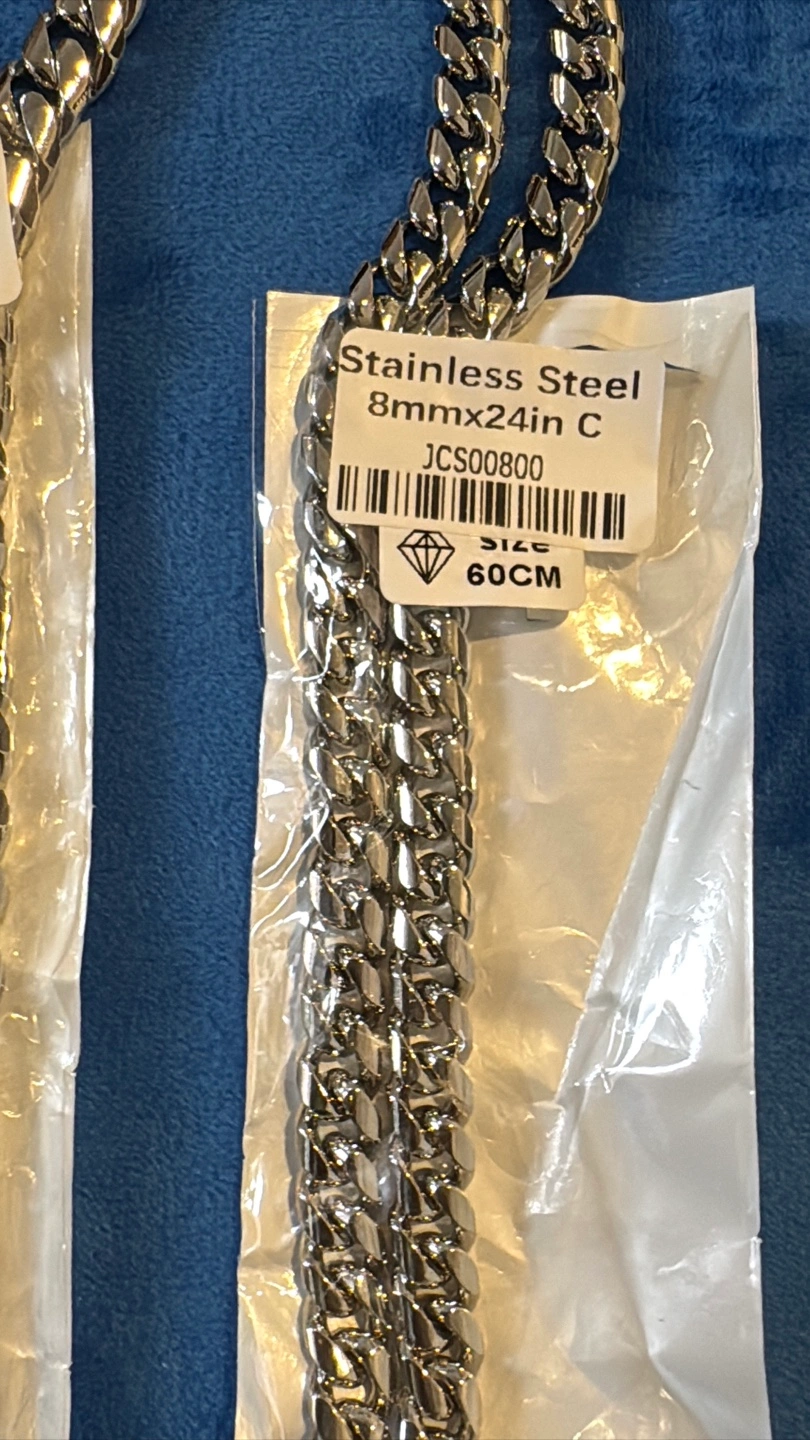 Stainless Steel
8mmx24in C
JCS00800
Size
60CM